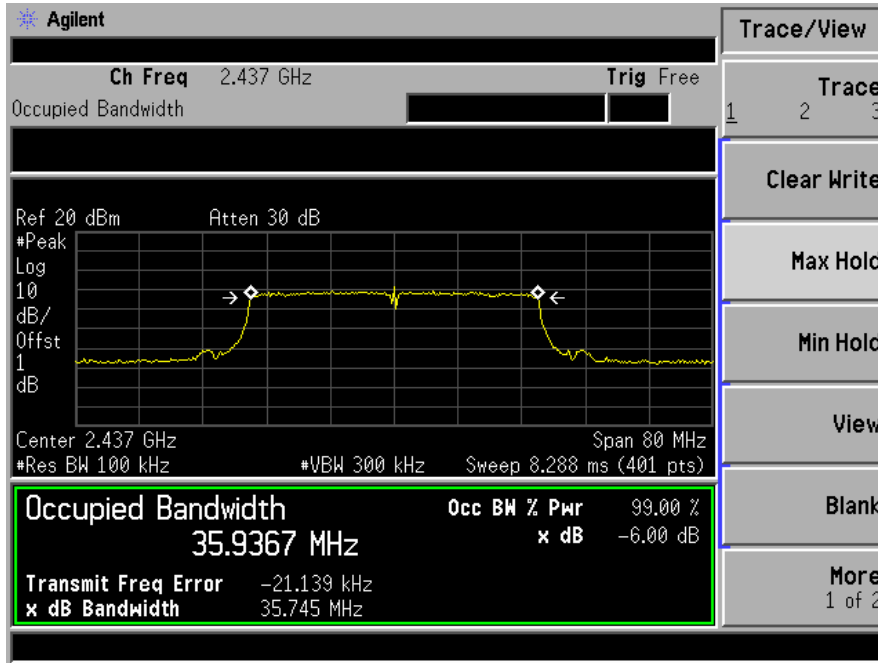 Agilent
Trace/View
Ch Freq 2.437 GHz Trig Free
Occupied Bandwidth
Trace
1 2 3
Clear Write
Ref 20 dBm Atten 30 dB
#Peak
Log
10
dB/
Offst
1
dB
Max Hold
Min Hold
View
Center 2.437 GHz Span 80 MHz
#Res BW 100 kHz #VBW 300 kHz Sweep 8.288 ms (401 pts)
Occupied Bandwidth Occ BW % Pwr 99.00 %
35.9367 MHz x dB -6.00 dB
Blank
Transmit Freq Error -21.139 kHz
x dB Bandwidth 35.745 MHz
More
1 of 2